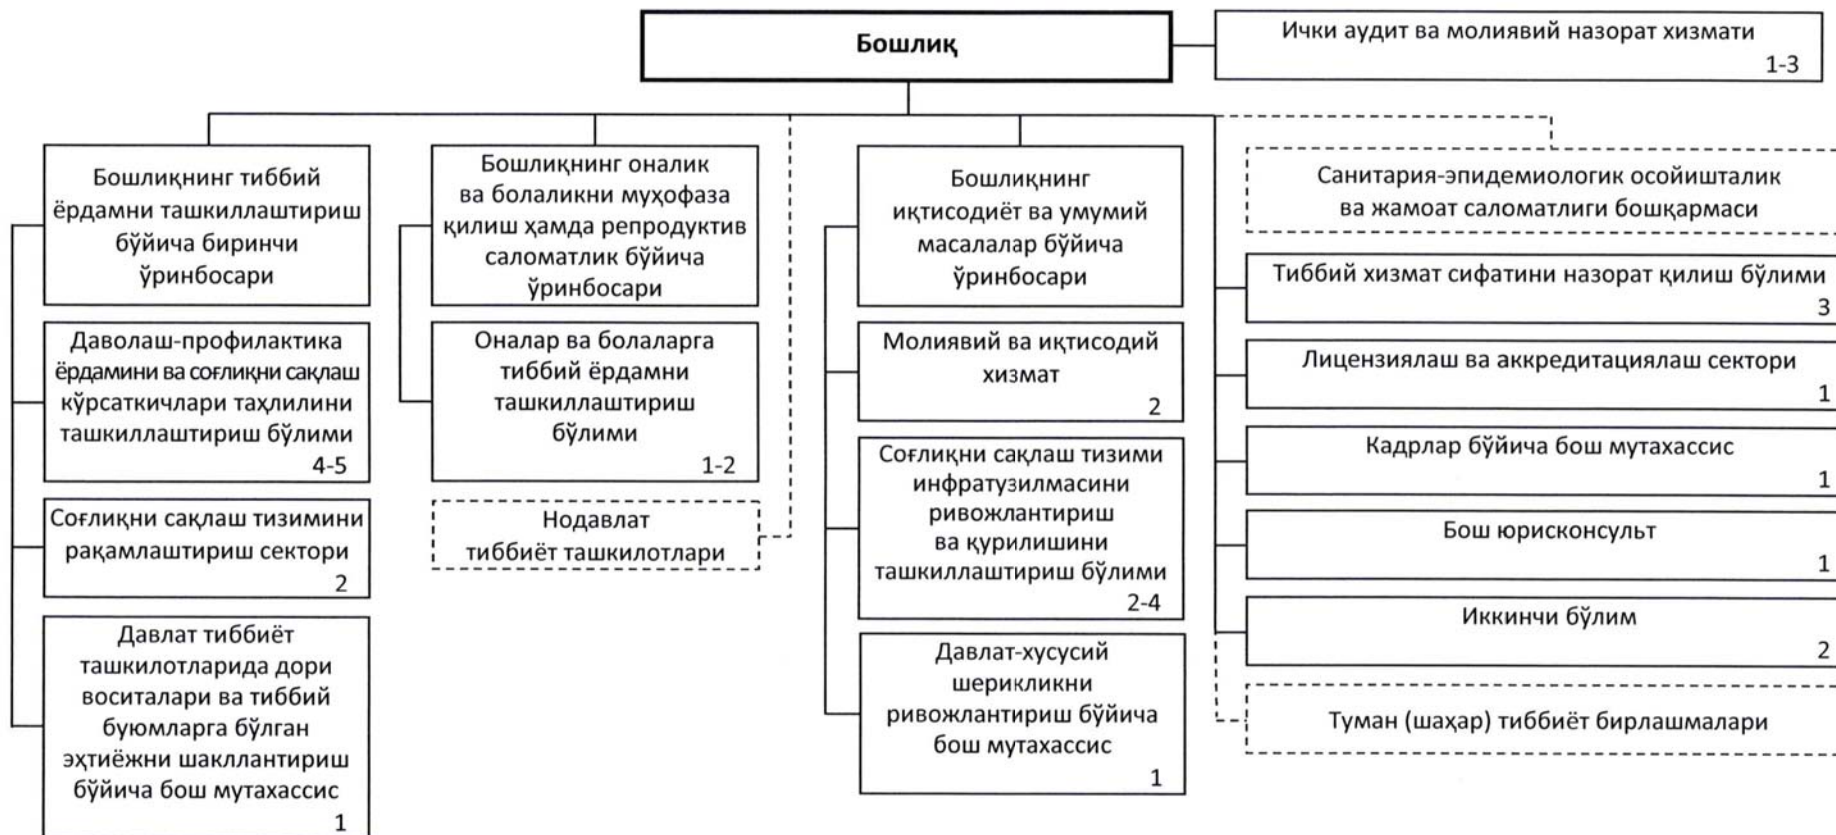 Бошлиқ
Ички аудит ва молиявий назорат хизмати
1-3
Бошлиқнинг тиббий
ёрдамни ташкиллаштириш
бўйича биринчи
ўринбосари
Даволаш-профилактика
ёрдамини ва соғлиқни сақлаш
кўрсаткичлари таҳлилини
ташкиллаштириш бўлими
4-5
Соғлиқни сақлаш тизимини
рақамлаштириш сектори
2
Давлат тиббиёт
ташкилотларида дори
воситалари ва тиббий
буюмларга бўлган
эҳтиёжни шакллантириш
бўйича бош мутахассис
1
Бошлиқнинг оналик
ва болаликни муҳофаза
қилиш ҳамда репродуктив
саломатлик бўйича
ўринбосари
Оналар ва болаларга
тиббий ёрдамни
ташкиллаштириш
бўлими
1-2
Нодавлат
тиббиёт ташкилотлари
Бошлиқнинг
иқтисодиёт ва умумий
масалалар бўйича
ўринбосари
Молиявий ва иқтисодий
хизмат
2
Соғлиқни сақлаш тизими
инфратузилмасини
ривожлантириш
ва қурилишини
ташкиллаштириш бўлими
2-4
Давлат-хусусий
шерикликни
ривожлантириш бўйича
бош мутахассис
1
Санитария-эпидемиологик осойишталик
ва жамоат саломатлиги бошқармаси
Тиббий хизмат сифатини назорат қилиш бўлими
3
Лицензиялаш ва аккредитациялаш сектори
1
Кадрлар бўйича бош мутахассис
1
Бош юрисконсульт
1
Иккинчи бўлим
2
Туман (шаҳар) тиббиёт бирлашмалари